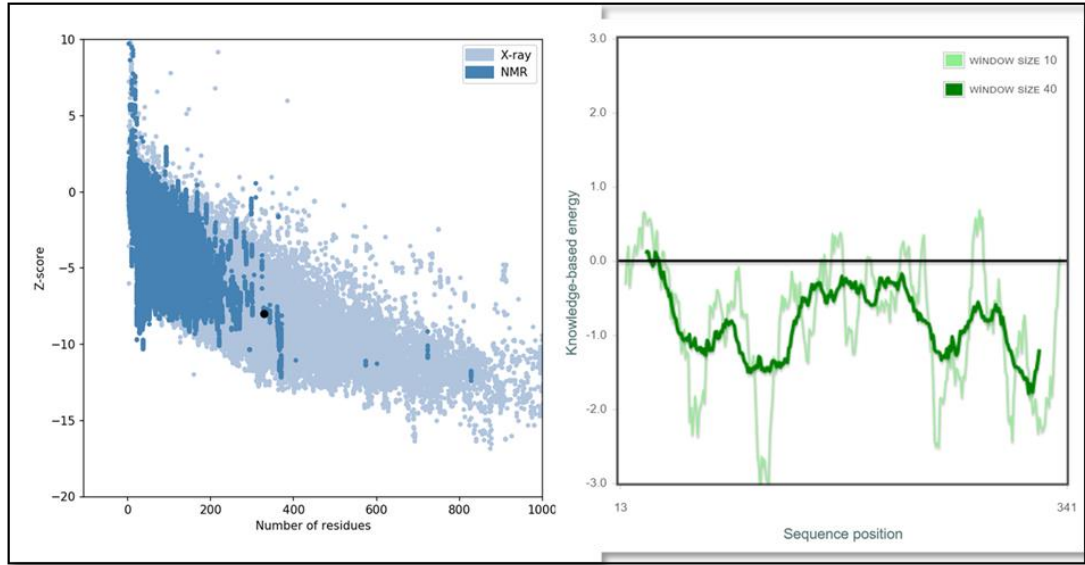 10
5
0
−5
−10
−15
−20
Z-score
0
200
400
600
800
1000
Number of residues
X-ray
NMR
3.0
2.0
1.0
0.0
-1.0
-2.0
-3.0
Knowledge-based energy
13
341
Sequence position
WINDOW SIZE 10
WINDOW SIZE 40